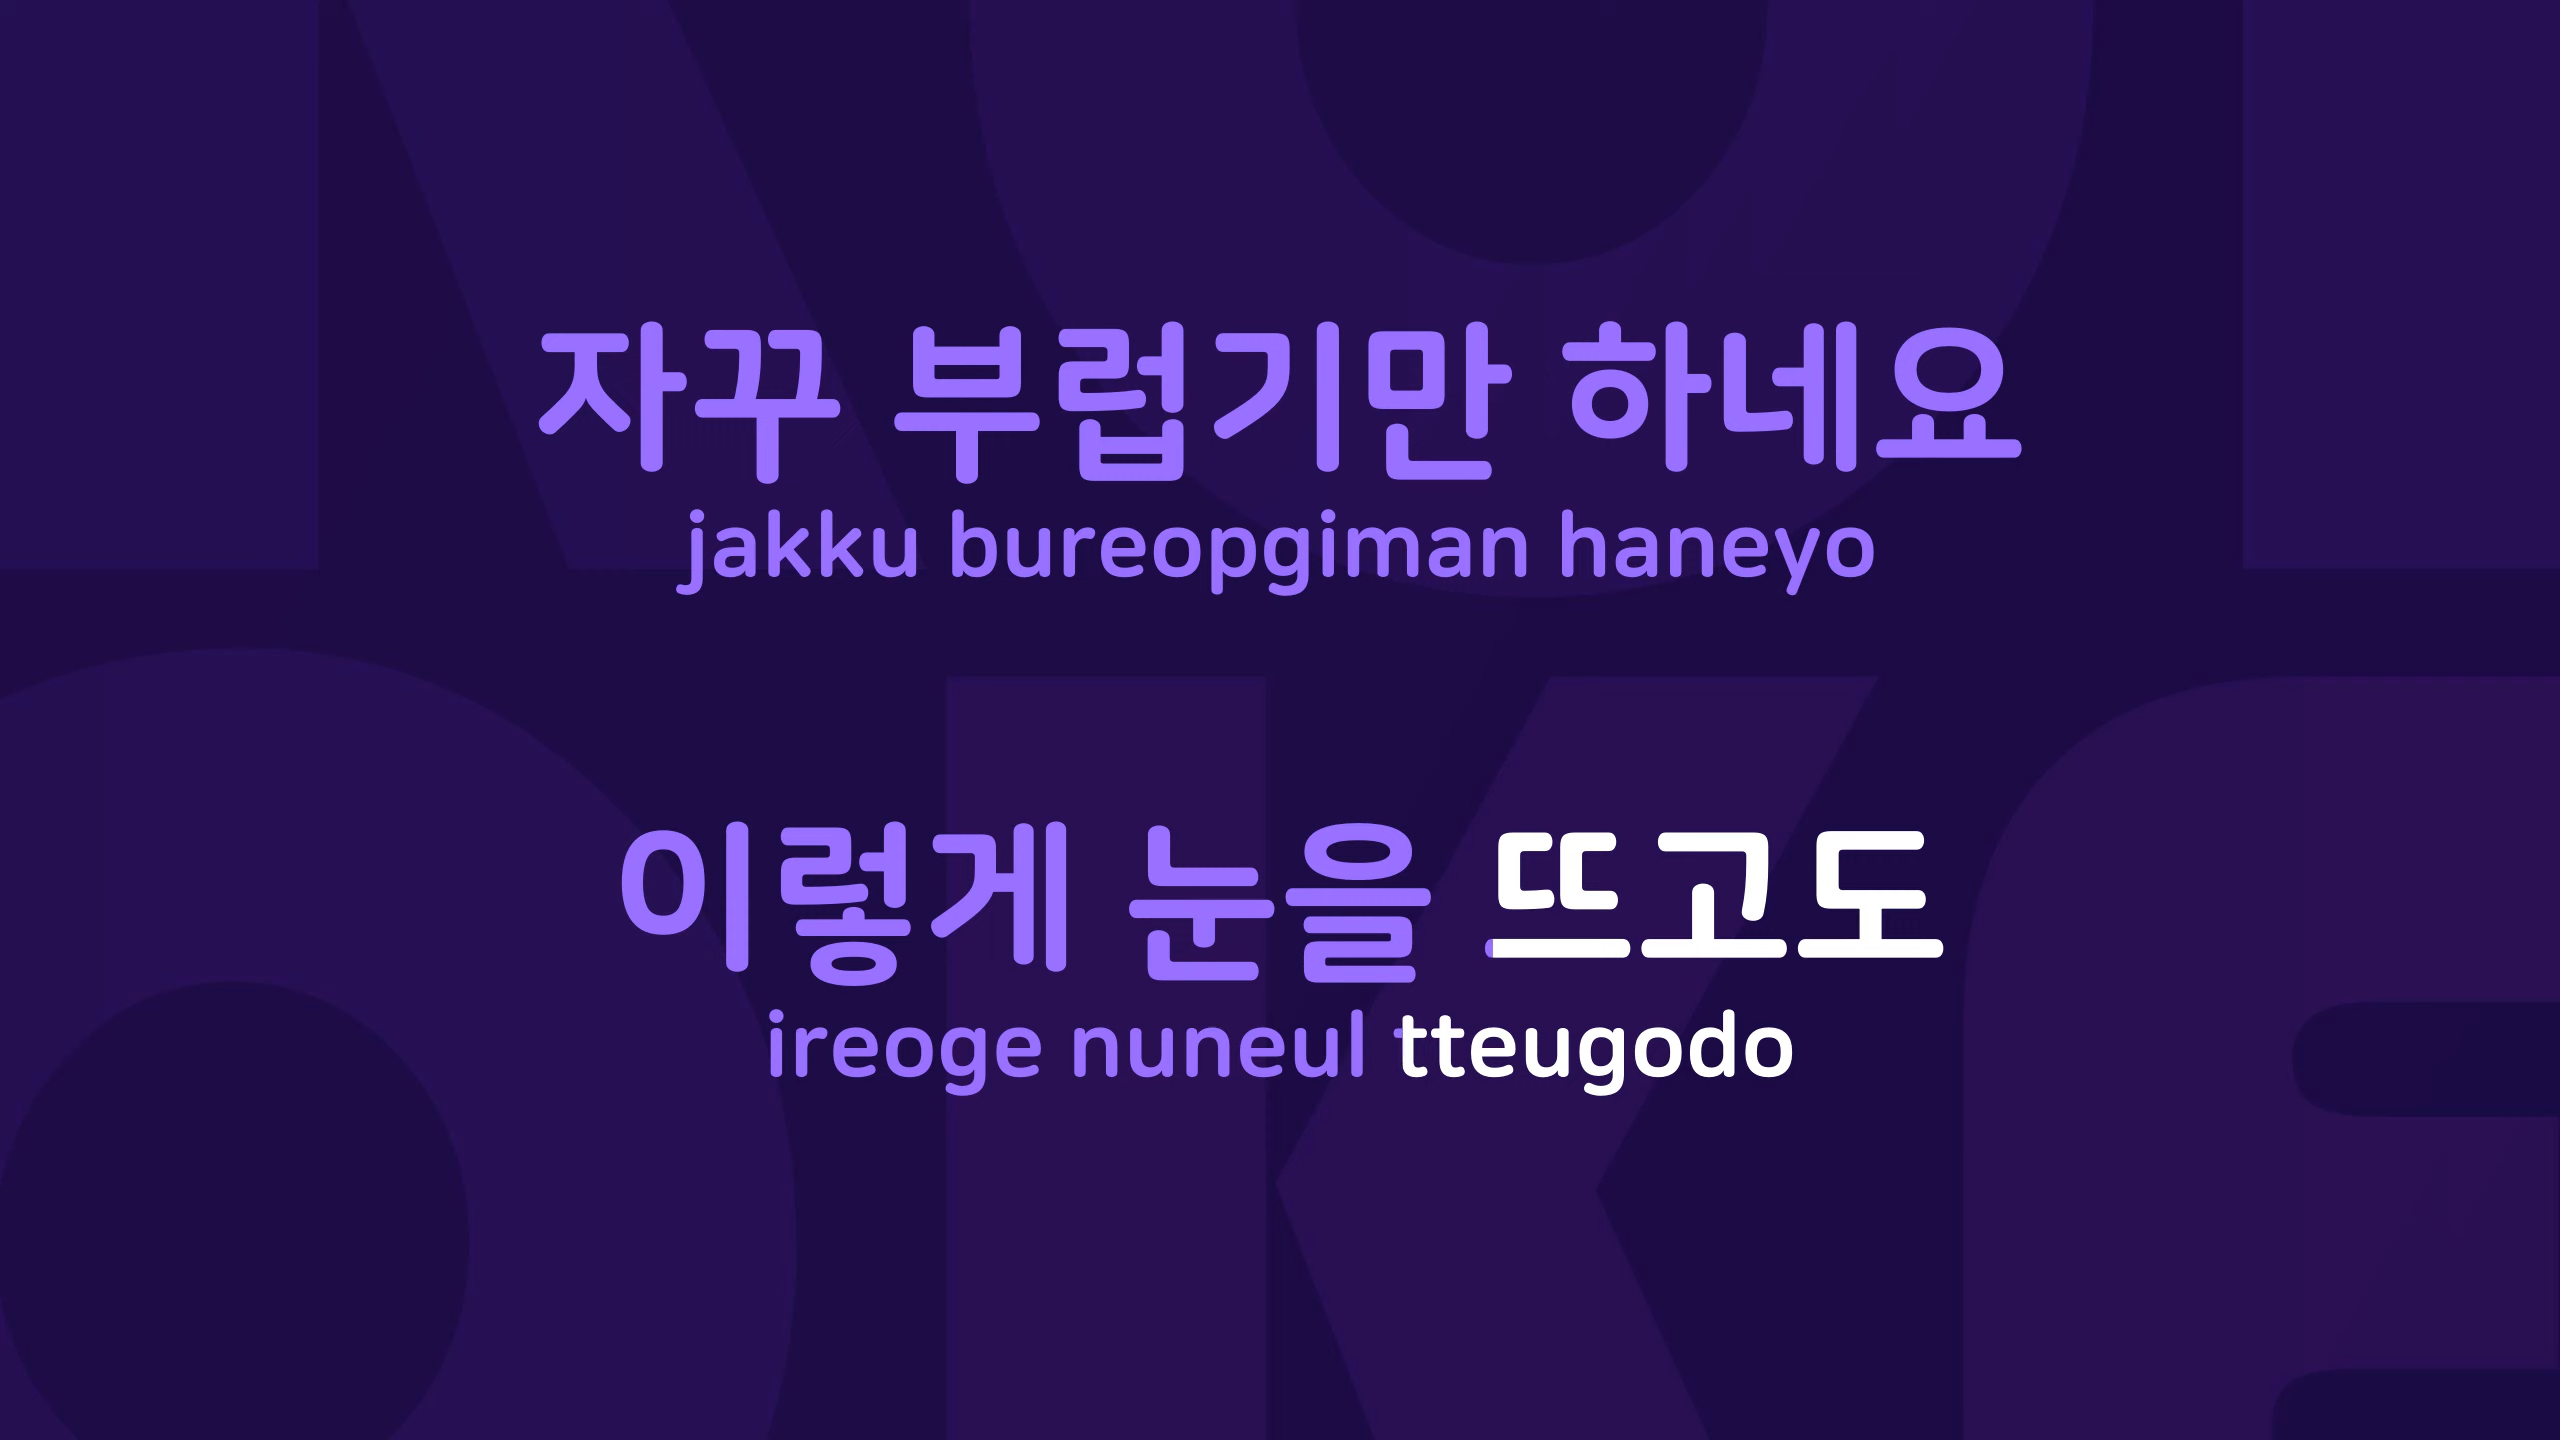 자꾸 부럽기만 하네요
jakku bureopgiman haneyo
이렇게 눈을 뜨고도
ireoge nuneul tteugodo